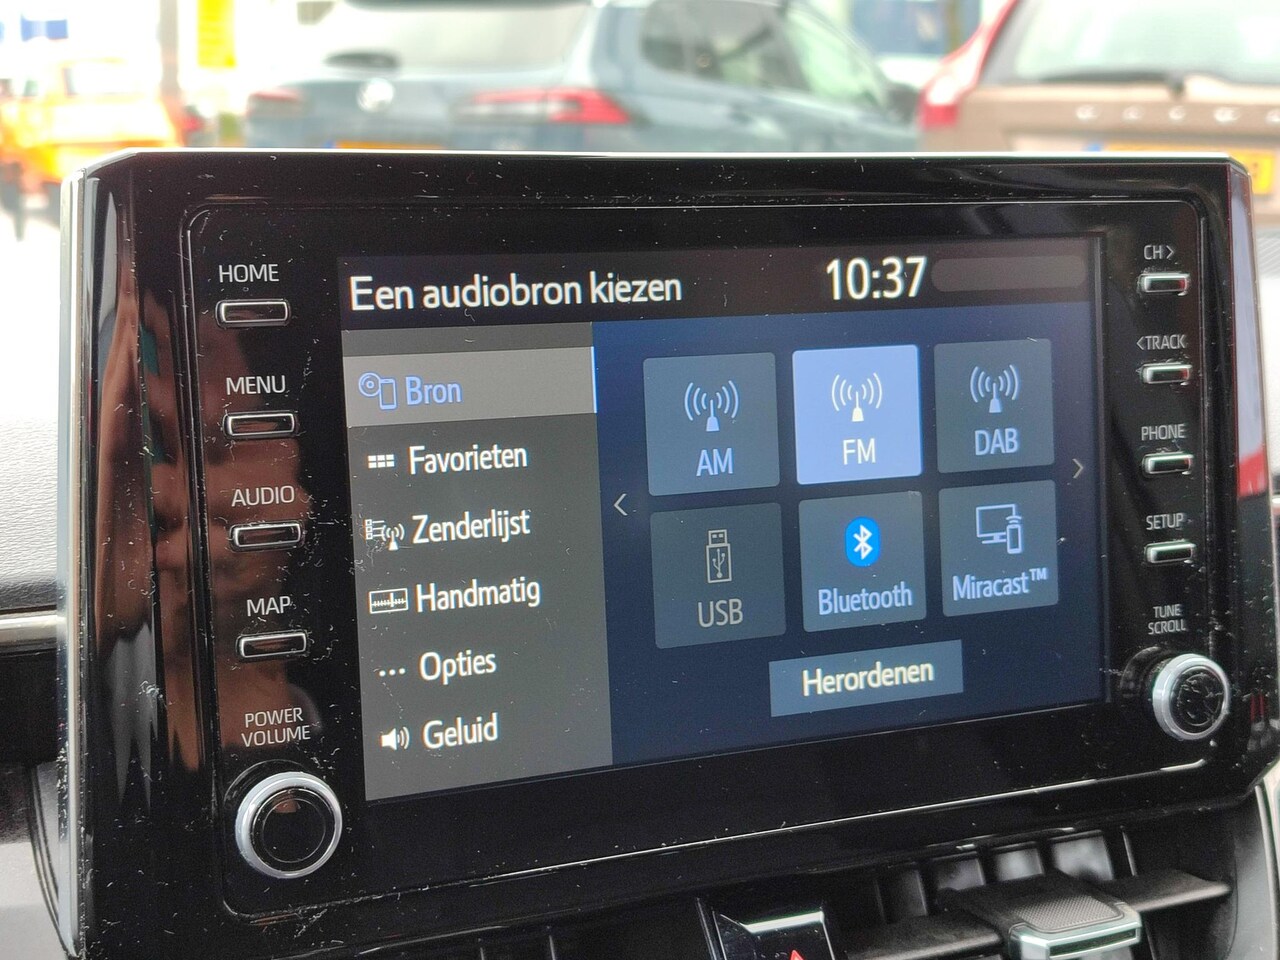 HOME
MENU
AUDIO
MAP
POWER
VOLUME
Een audiobron kiezen
10:37
Bron
Favorieten
Zenderlijst
Handmatig
Opties
Geluid
AM
FM
DAB
USB
Bluetooth
Miracast™
Herordenen
CH >
< TRACK
PHONE
SETUP
TUNE
SCROLL